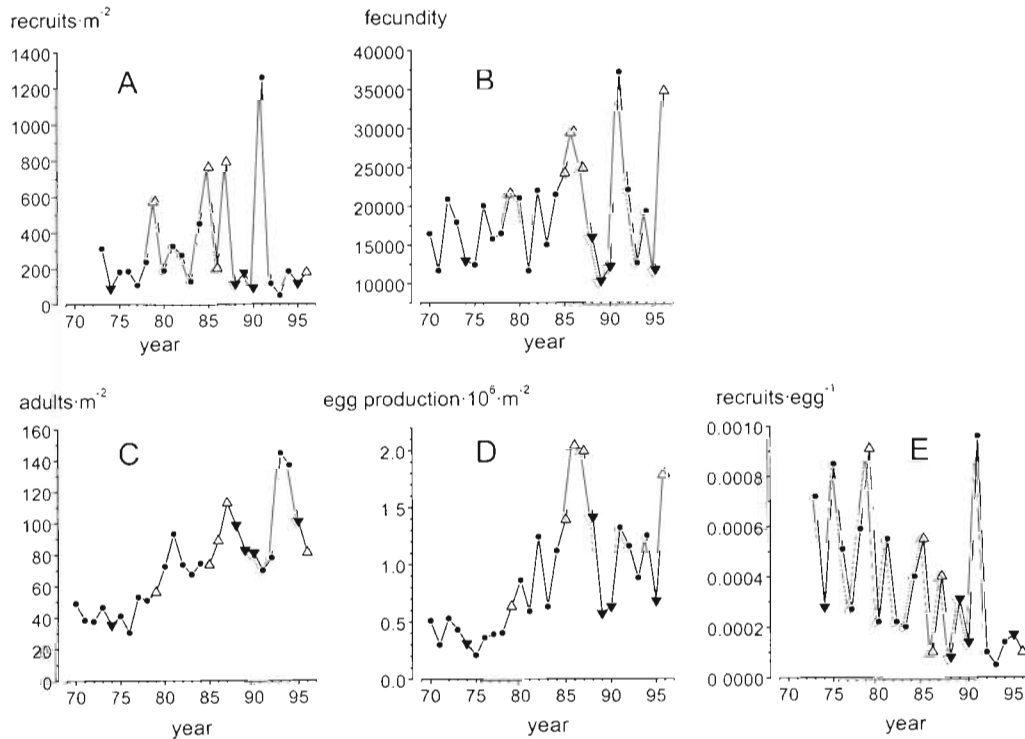 recruits·m⁻²
A
1400
1200
1000
800
600
400
200
0
70 75 80 85 90 95
year
fecundity
B
40000
35000
30000
25000
20000
15000
10000
70 75 80 85 90 95
year
adults·m⁻²
C
160
140
120
100
80
60
40
20
0
70 75 80 85 90 95
year
egg production·10⁶·m⁻²
D
2.0
1.5
1.0
0.5
0.0
70 75 80 85 90 95
year
recruits·egg⁻¹
E
0.0010
0.0008
0.0006
0.0004
0.0002
0 0000
70 75 80 85 90 95
year